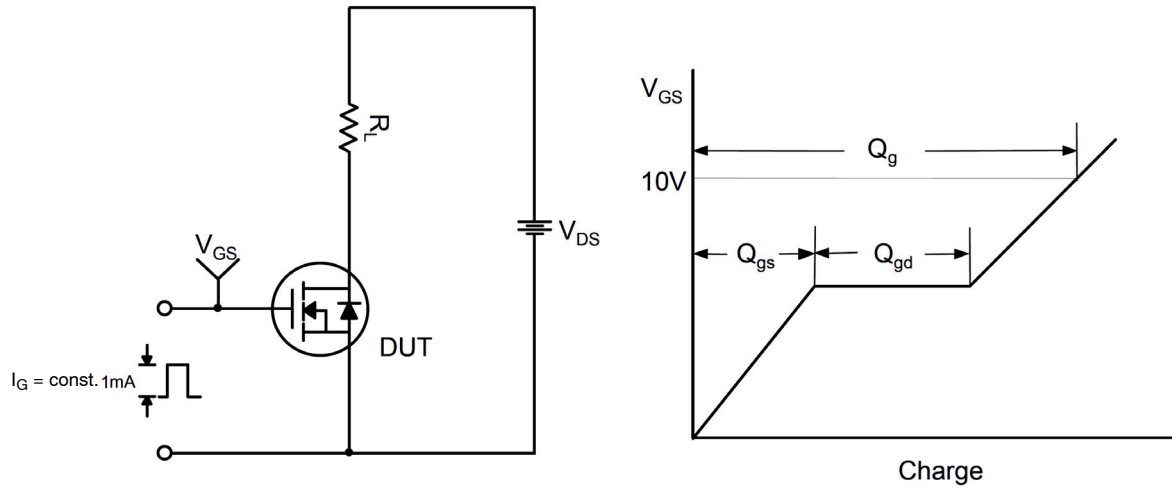 R_L
V_DS
V_GS
DUT
I_G = const. 1mA
V_GS
Q_g
10V
Q_gs
Q_gd
Charge